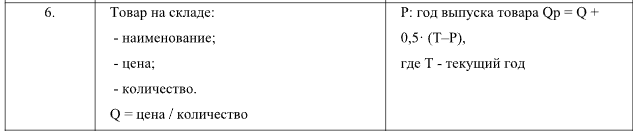 6.
Товар на складе:
- наименование;
- цена;
- количество.
Q = цена / количество
P: год выпуска товара Qp = Q +
0,5· (T–P),
где T - текущий год